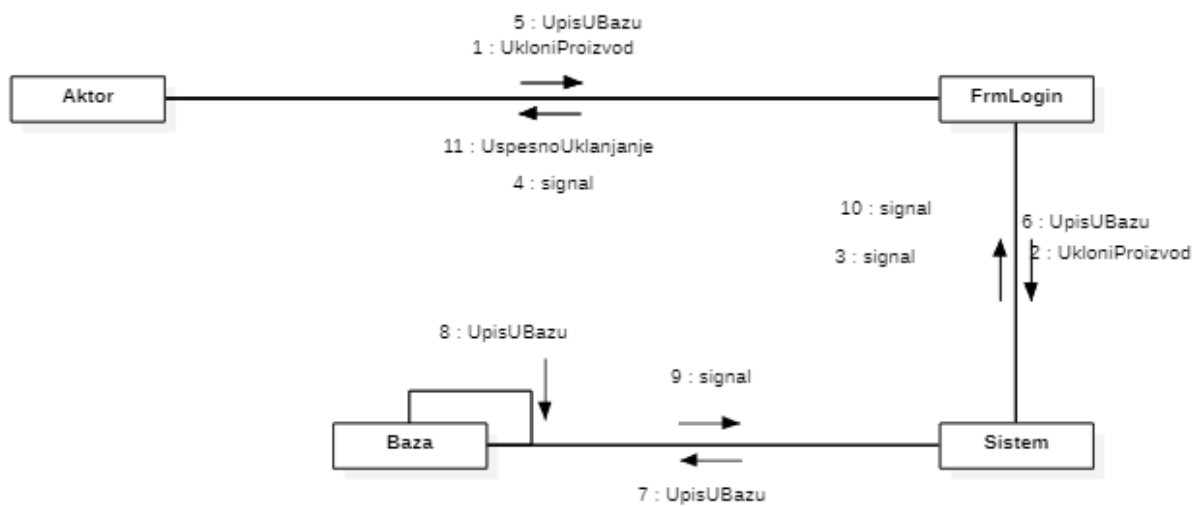 5 : UpisUBazu
1 : UkloniProizvod
Aktor
FrmLogin
11 : UspesnoUklanjanje
4 : signal
10 : signal
6 : UpisUBazu
3 : signal
2 : UkloniProizvod
8 : UpisUBazu
9 : signal
Baza
Sistem
7 : UpisUBazu